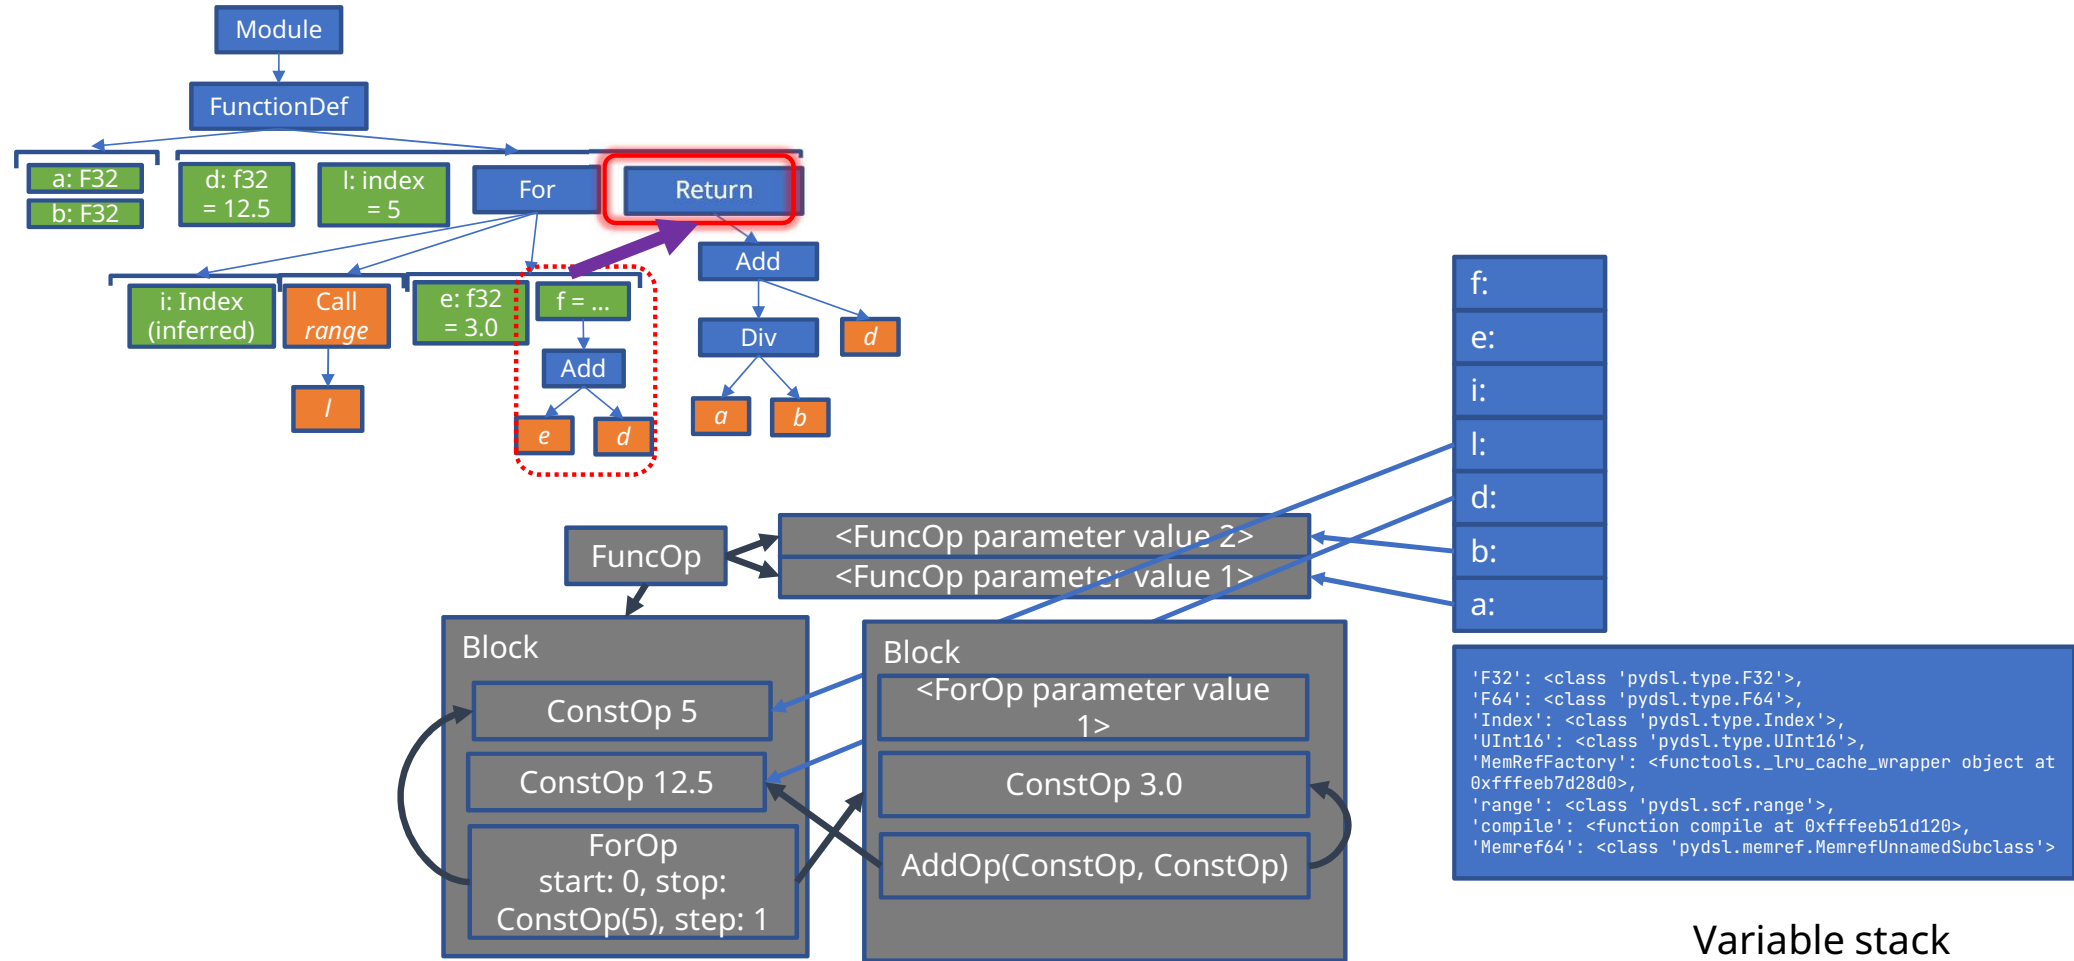 Module
FunctionDef
a: F32
b: F32
d: f32
= 12.5
l: index
= 5
For
Return
i: Index
(inferred)
Call
range
l
e: f32
= 3.0
f = ...
Add
e
d
Add
Div
d
a
b
f:
e:
i:
l:
d:
b:
a:
FuncOp
<FuncOp parameter value 2>
<FuncOp parameter value 1>
Block
ConstOp 5
ConstOp 12.5
ForOp
start: 0, stop:
ConstOp(5), step: 1
Block
<ForOp parameter value
1>
ConstOp 3.0
AddOp(ConstOp, ConstOp)
'F32': <class 'pydsl.type.F32'>,
'F64': <class 'pydsl.type.F64'>,
'Index': <class 'pydsl.type.Index'>,
'UInt16': <class 'pydsl.type.UInt16'>,
'MemRefFactory': <functools._lru_cache_wrapper object at
0xfffeeb7d28d0>,
'range': <class 'pydsl.scf.range'>,
'compile': <function compile at 0xfffeeb51d120>,
'Memref64': <class 'pydsl.memref.MemrefUnnamedSubclass'>
Variable stack